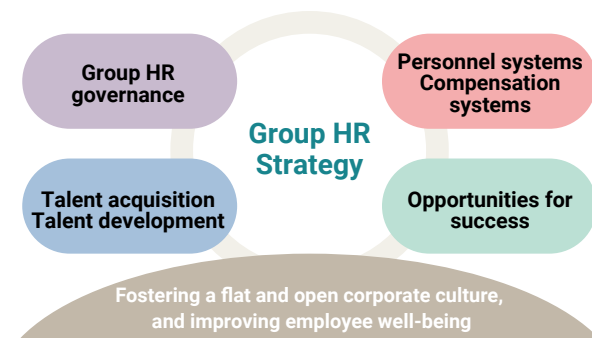 Group HR
governance
Personnel systems
Compensation
systems
Group HR
Strategy
Talent acquisition
Talent development
Opportunities for
success
Fostering a flat and open corporate culture,
and improving employee well-being